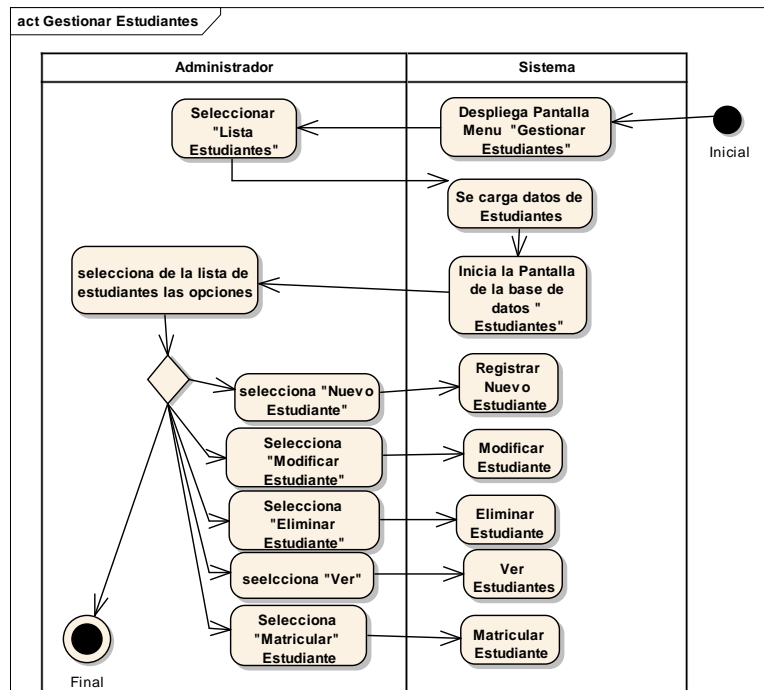 act Gestionar Estudiantes
Administrador
Sistema
Seleccionar
"Lista
Estudiantes"
Despliega Pantalla
Menu "Gestionar
Estudiantes"
Inicial
Se carga datos de
Estudiantes
selecciona de la lista de
estudiantes las opciones
Inicia la Pantalla
de la base de
datos "
Estudiantes"
selecciona "Nuevo
Estudiante"
Registrar
Nuevo
Estudiante
Selecciona
"Modificar
Estudiante"
Modificar
Estudiante
Selecciona
"Eliminar
Estudiante"
Eliminar
Estudiante
seelcciona "Ver"
Ver
Estudiantes
Selecciona
"Matricular"
Estudiante
Matricular
Estudiante
Final